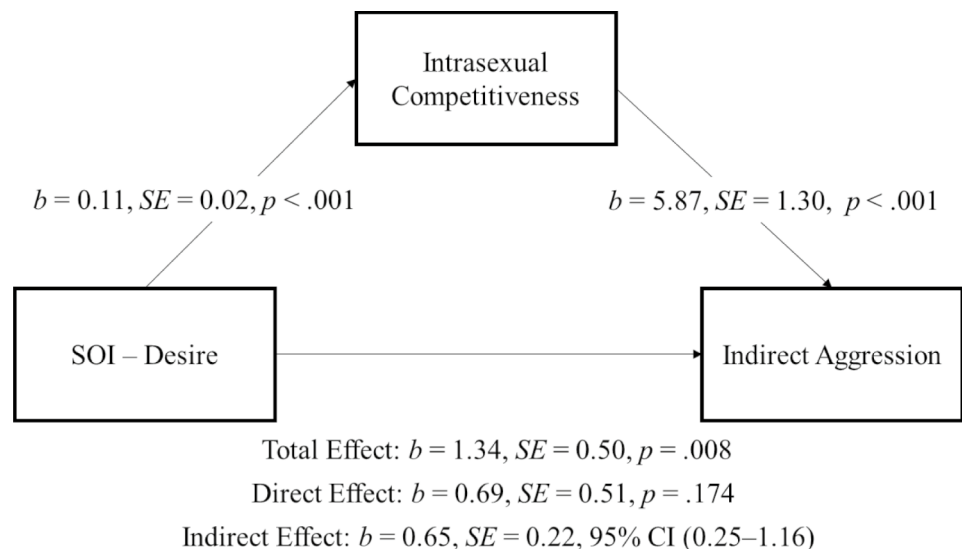 Intrasexual
Competitiveness
b = 0.11, SE = 0.02, p < .001
b = 5.87, SE = 1.30, p < .001
SOI – Desire
Indirect Aggression
Total Effect: b = 1.34, SE = 0.50, p = .008
Direct Effect: b = 0.69, SE = 0.51, p = .174
Indirect Effect: b = 0.65, SE = 0.22, 95% CI (0.25–1.16)